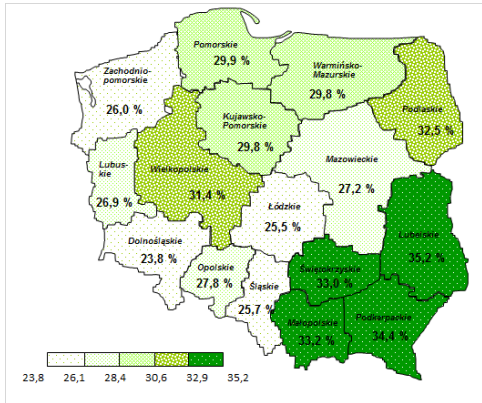 Pomorskie
29,9 %
Warmińsko-
Mazurskie
29,8 %
Zachodnio-
pomorskie
26,0 %
Podlaskie
32,5 %
Kujawsko-
Pomorskie
29,8 %
Mazowieckie
27,2 %
Lubus-
kie
26,9 %
Wielkopolskie
31,4 %
Łódzkie
25,5 %
Lubelskie
35,2 %
Dolnośląskie
23,8 %
Opolskie
27,8 %
Śląskie
25,7 %
Świętokrzyskie
33,0 %
Małopolskie
33,2 %
Podkarpackie
34,4 %
23,8 26,1 28,4 30,6 32,9 35,2